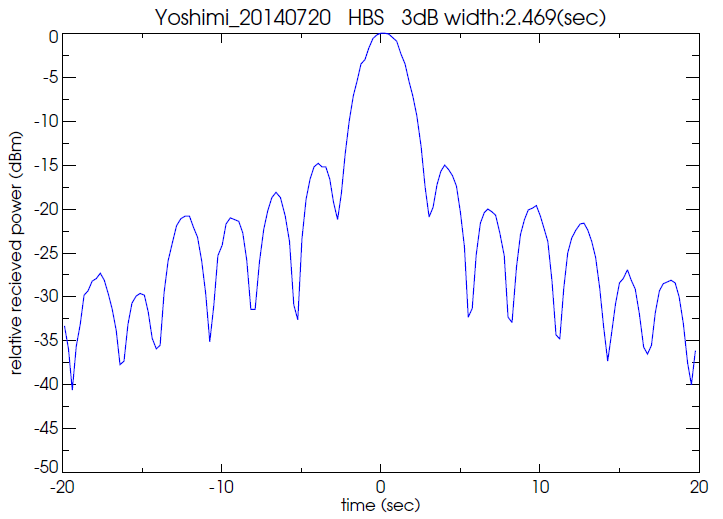 Yoshimi_20140720 HBS 3dB width:2.469(sec)
relative recieved power (dBm)
0
-5
-10
-15
-20
-25
-30
-35
-40
-45
-50
-20 -10 0 10 20
time (sec)